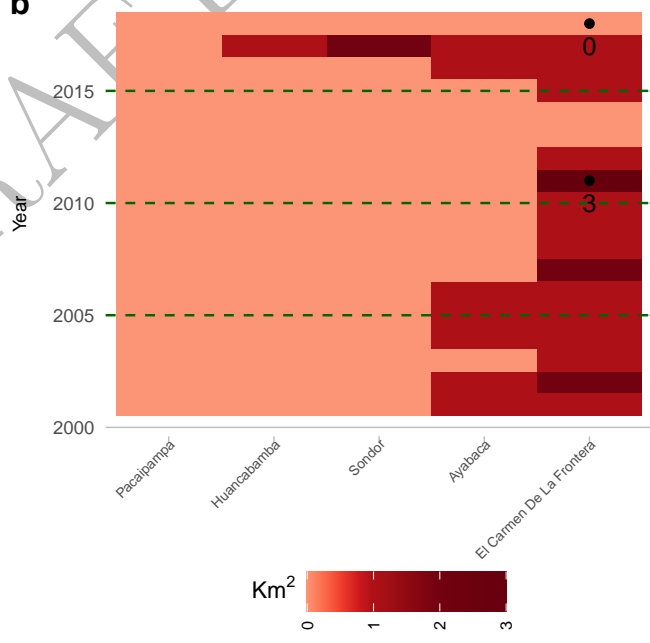 b
0
2015
3
2010
2005
2000
Year
Pacaipampa
Huancabamba
Sondor
Ayabaca
El Carmen De La Frontera
Km²
0 1 2 3